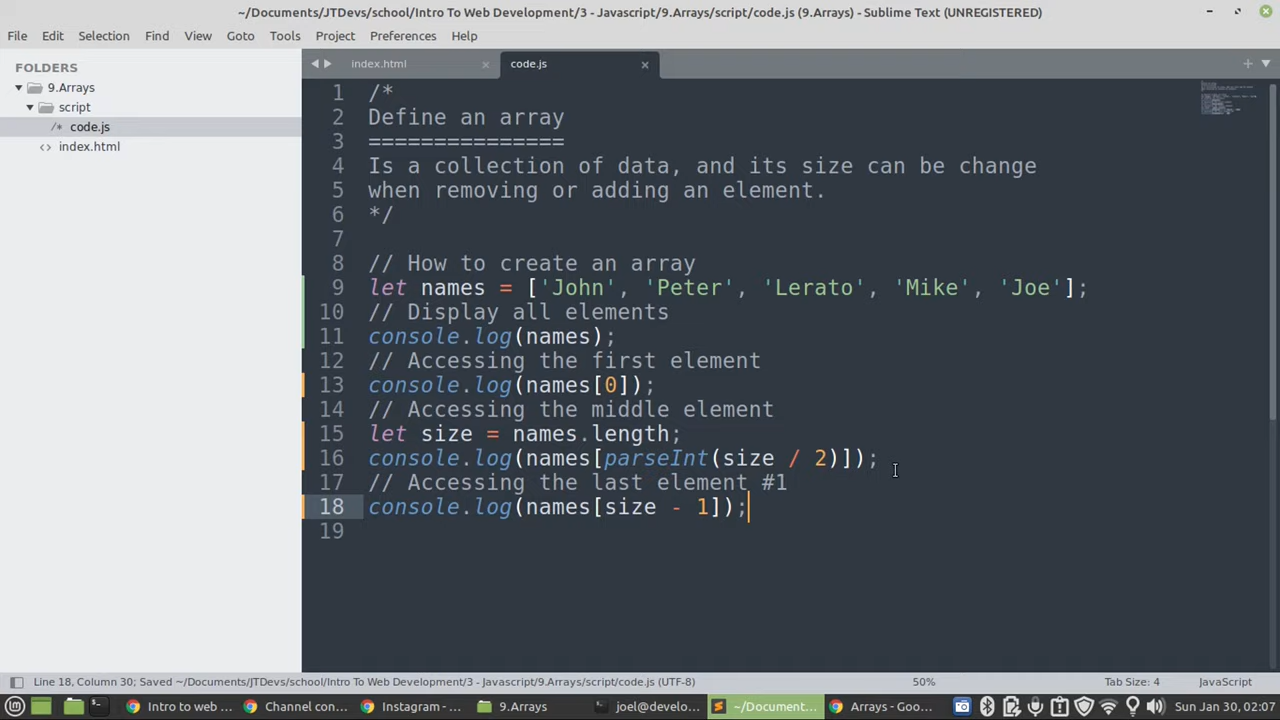 ~/Documents/JTDevs/school/Intro To Web Development/3 - Javascript/9.Arrays/script/code.js (9.Arrays) - Sublime Text (UNREGISTERED)
File Edit Selection Find View Goto Tools Project Preferences Help
FOLDERS
9.Arrays
script
/* code.js
<> index.html
index.html × code.js ×
1 /*
2 Define an array
3 ===============
4 Is a collection of data, and its size can be change
5 when removing or adding an element.
6 */
7
8 // How to create an array
9 let names = ['John', 'Peter', 'Lerato', 'Mike', 'Joe'];
10 // Display all elements
11 console.log(names);
12 // Accessing the first element
13 console.log(names[0]);
14 // Accessing the middle element
15 let size = names.length;
16 console.log(names[parseInt(size / 2)]);
17 // Accessing the last element #1
18 console.log(names[size - 1]);
19
Line 18, Column 30; Saved ~/Documents/JTDevs/school/Intro To Web Development/3 - Javascript/9.Arrays/script/code.js (UTF-8) 50% Tab Size: 4 JavaScript
Intro to web ... Channel con... Instagram - ... 9.Arrays joel@develo... ~/Document... Arrays - Goo... Sun Jan 30, 02:07